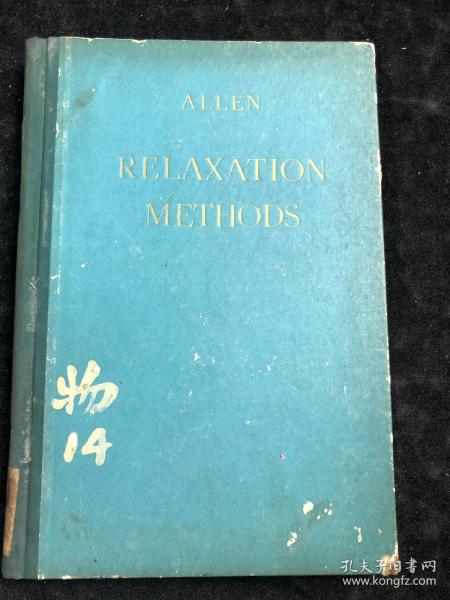 ALLEN
RELAXATION
METHODS
物
14
孔夫子旧书网
www.kongfz.com